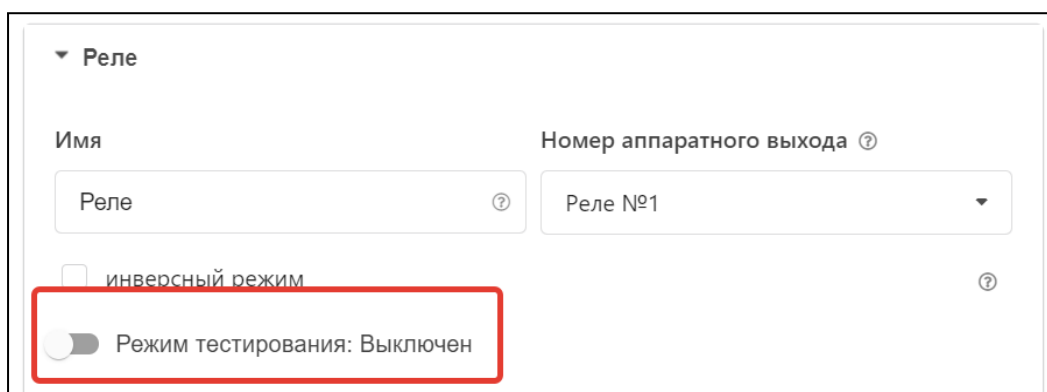 Реле
Имя
Номер аппаратного выхода
Реле
Реле №1
инверсный режим
Режим тестирования: Выключен